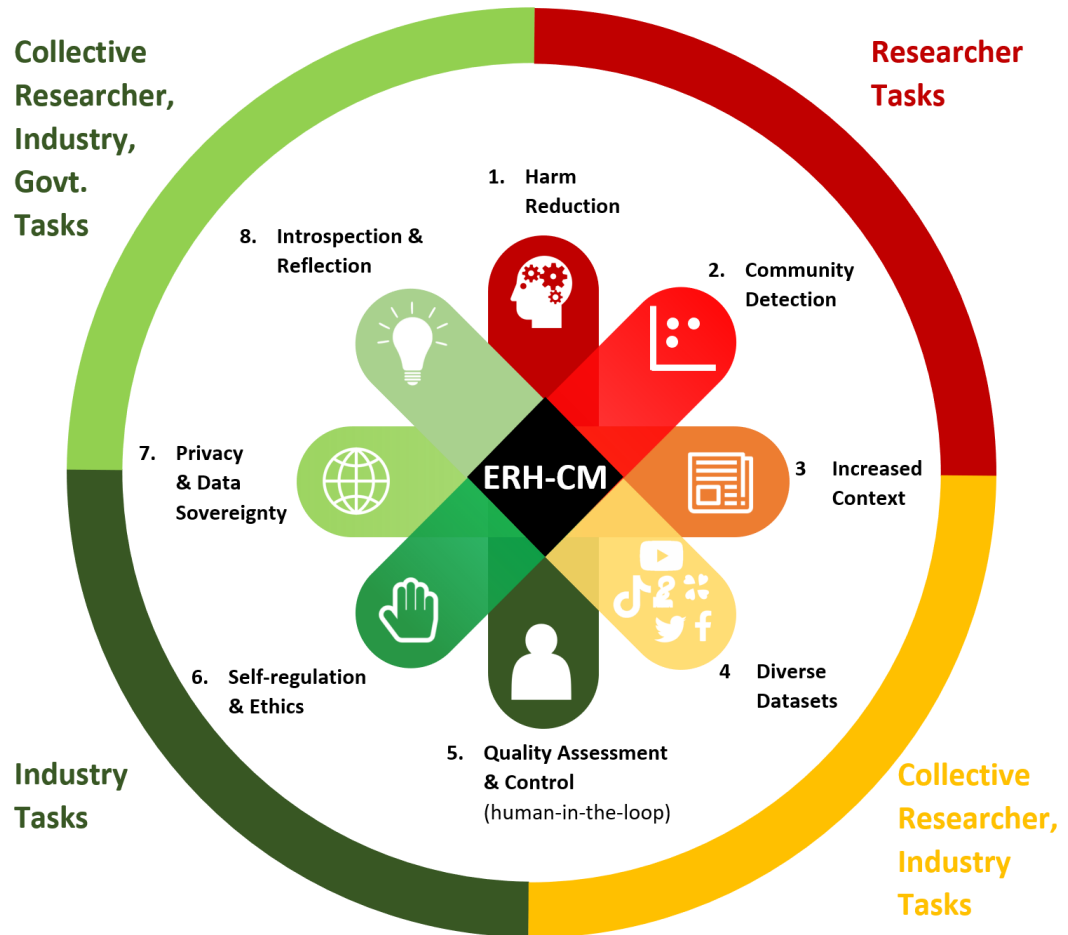 Collective
Researcher,
Industry,
Govt.
Tasks
Researcher
Tasks
1. Harm
Reduction
2. Community
Detection
3 Increased
Context
4 Diverse
Datasets
5. Quality Assessment
& Control
(human-in-the-loop)
6. Self-regulation
& Ethics
7. Privacy
& Data
Sovereignty
8. Introspection &
Reflection
ERH-CM
Industry
Tasks
Collective
Researcher,
Industry
Tasks